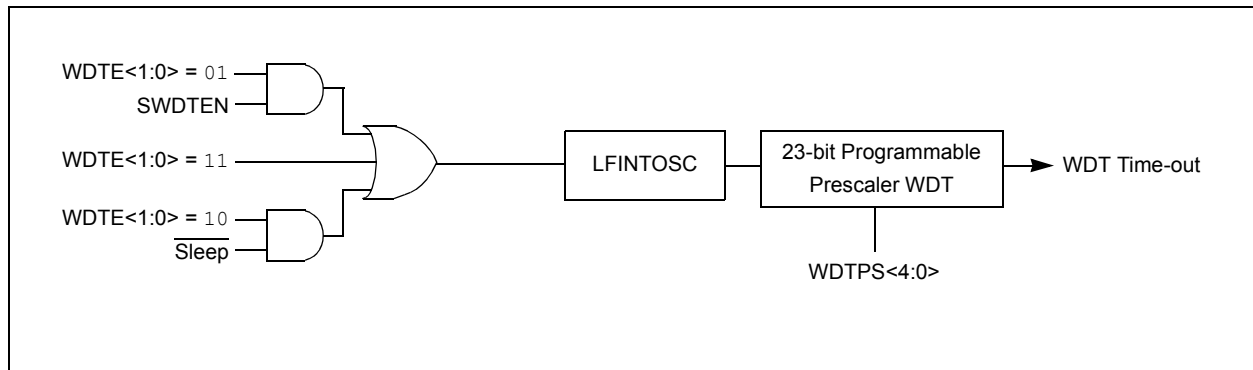 WDTE<1:0> = 01
SWDTEN
WDTE<1:0> = 11
WDTE<1:0> = 10
Sleep
LFINTOSC
23-bit Programmable
Prescaler WDT
WDT Time-out
WDTPS<4:0>